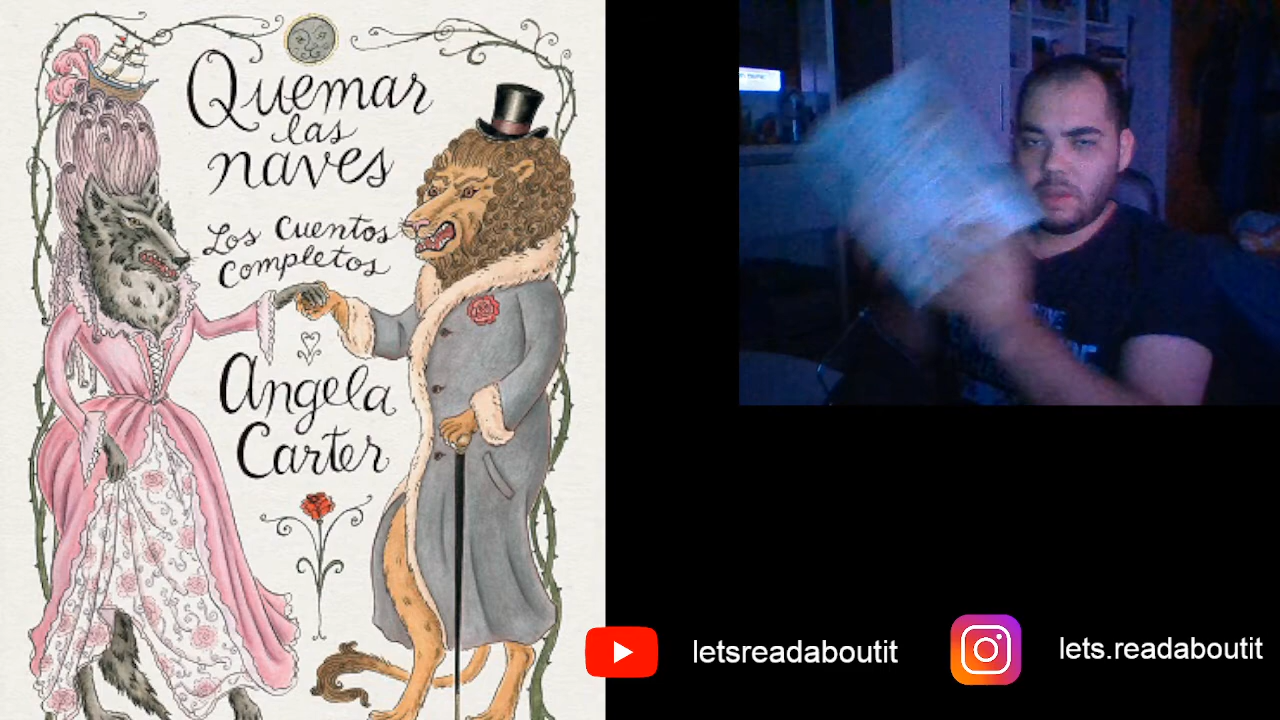 Quemar
las
naves
Los Cuentos
Completos
Angela
Carter
letsreadaboutit
lets.readaboutit